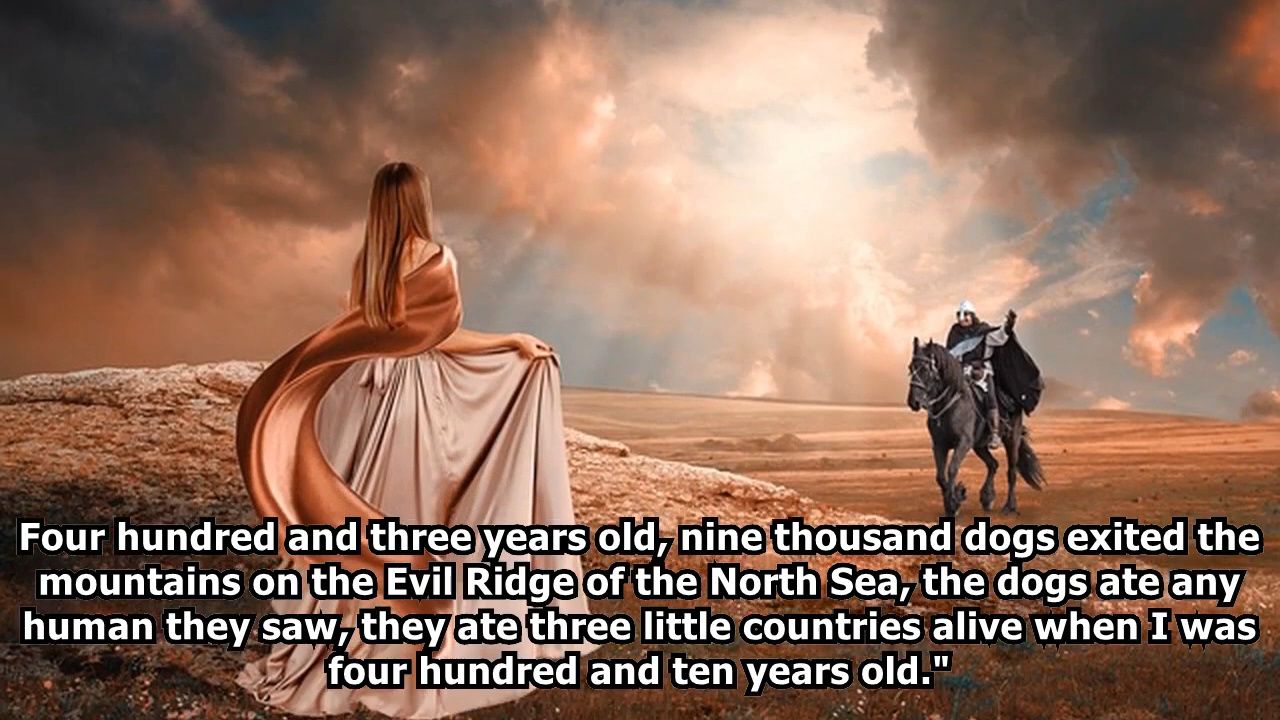 Four hundred and three years old, nine thousand dogs exited the
mountains on the Evil Ridge of the North Sea, the dogs ate any
human they saw, they ate three little countries alive when I was
four hundred and ten years old."